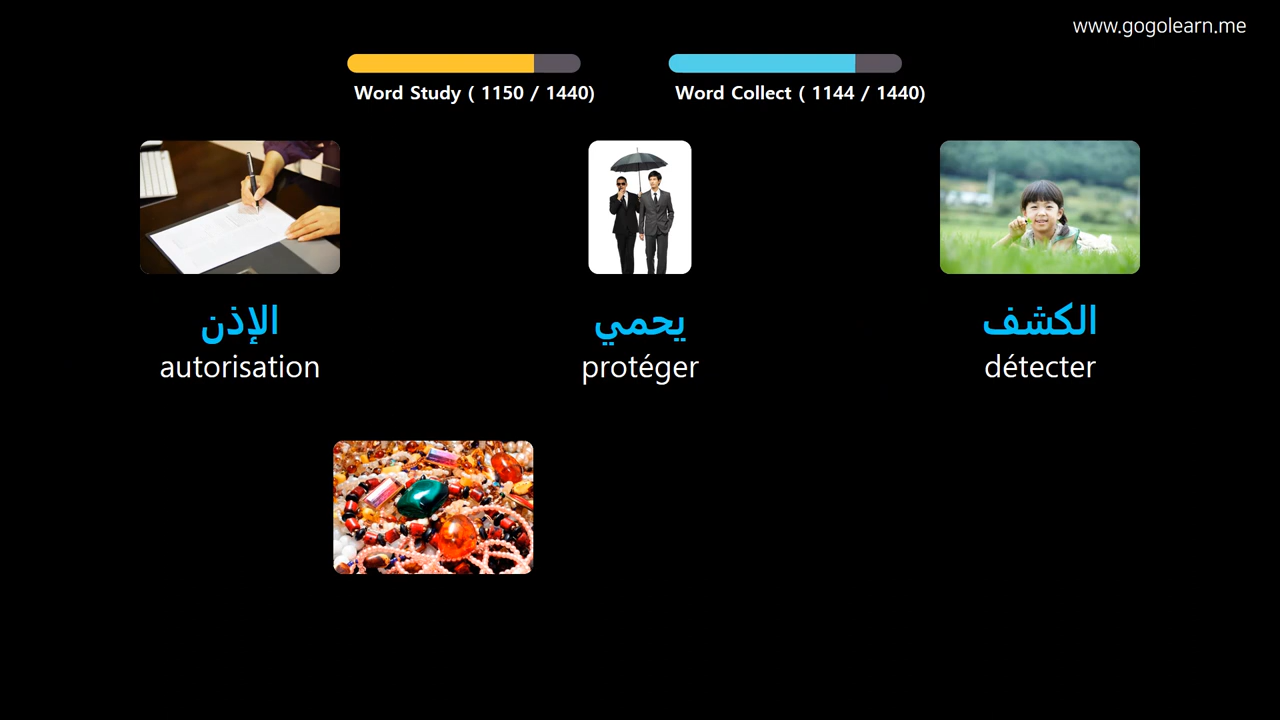 www.gogolearn.me
Word Study ( 1150 / 1440)
Word Collect ( 1144 / 1440)
الإذن
autorisation
يحمي
protéger
الكشف
détecter